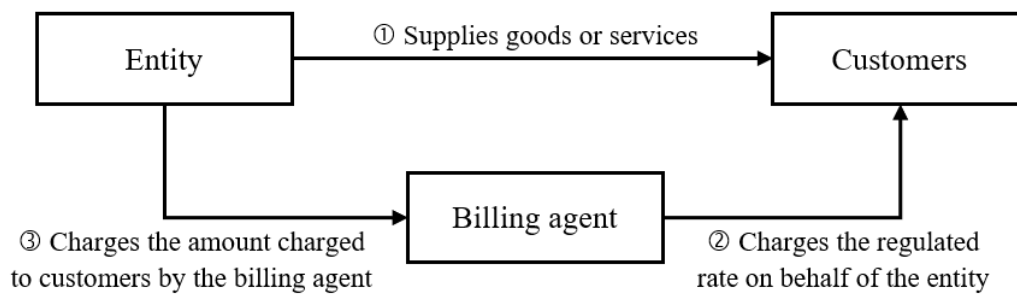 ① Supplies goods or services
Entity
Customers
Billing agent
③ Charges the amount charged
to customers by the billing agent
② Charges the regulated
rate on behalf of the entity